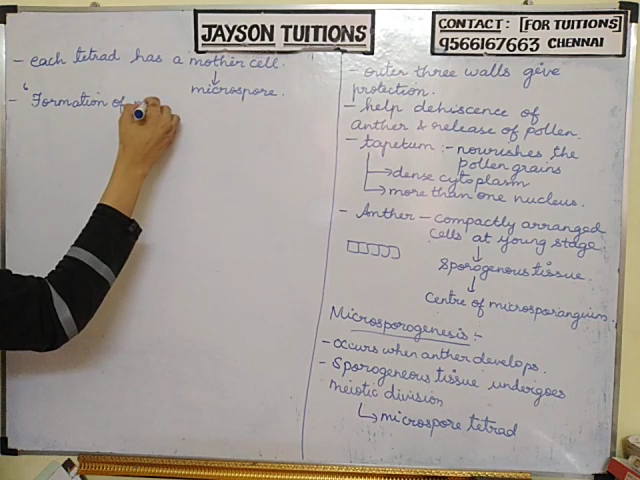 JAYSON TUITIONS
CONTACT: [FOR TUITIONS]
9566167663 CHENNAI
- each tetrad has a mother cell.
↓
microspore.
- "Formation of
- outer three walls give
protection.
- help dehiscence of
Anther & release of pollen.
- tapetum :- nourishes the
pollen grains
→ dense cytoplasm
→ more than one nucleus.
- Anther - compactly arranged
cells at young stage
↓
Sporogenous tissue.
↓
Centre of microsporangium.
Microsporogenesis :-
- occurs when anther develops.
- Sporogeneous tissue undergoes
meiotic division
↳ microspore tetrad